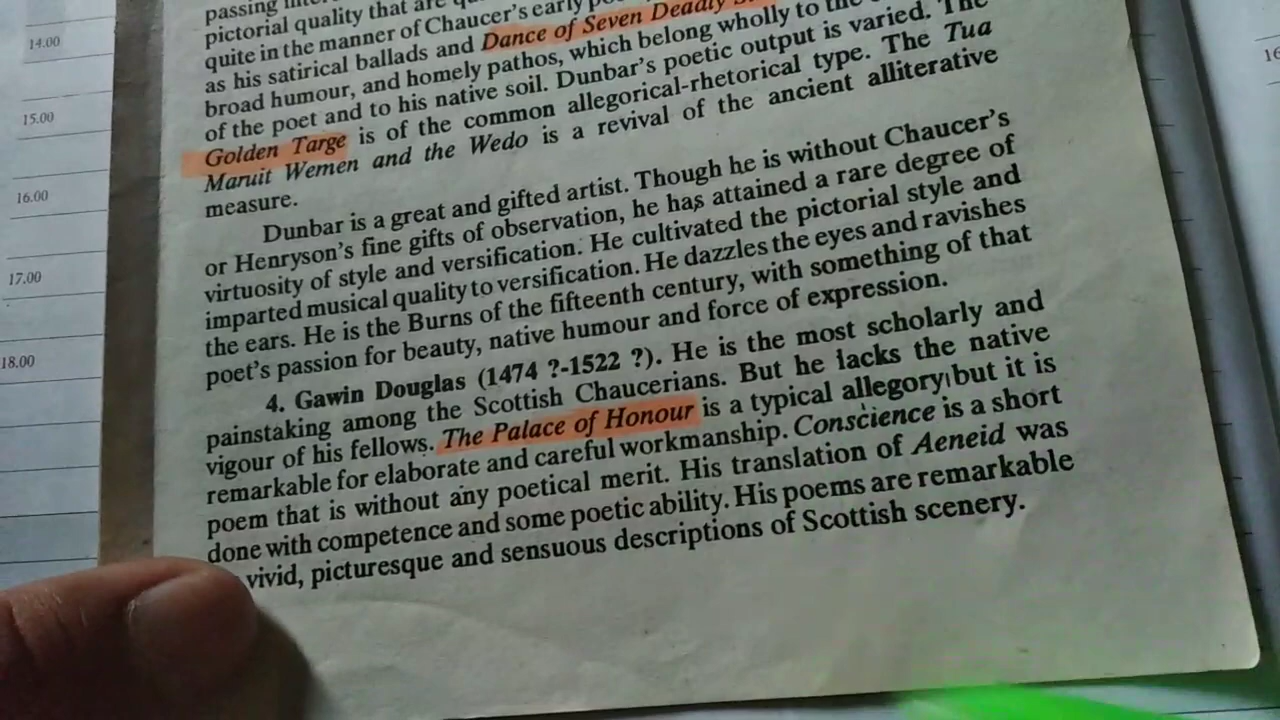 14.00
15.00
16.00
17.00
18.00
16
passing
pictorial quality that are
quite in the manner of Chaucer's early
as his satirical ballads and Dance of Seven Deadly
broad humour, and homely pathos, which belong wholly to the
of the poet and to his native soil. Dunbar's poetic output is varied. The
Golden Targe is of the common allegorical-rhetorical type. The Tua
Maruit Wemen and the Wedo is a revival of the ancient alliterative
measure.
Dunbar is a great and gifted artist. Though he is without Chaucer's
or Henryson's fine gifts of observation, he has attained a rare degree of
virtuosity of style and versification. He cultivated the pictorial style and
imparted musical quality to versification. He dazzles the eyes and ravishes
the ears. He is the Burns of the fifteenth century, with something of that
poet's passion for beauty, native humour and force of expression.
4. Gawin Douglas (1474 ?-1522 ?). He is the most scholarly and
painstaking among the Scottish Chaucerians. But he lacks the native
vigour of his fellows. The Palace of Honour is a typical allegory but it is
remarkable for elaborate and careful workmanship. Conscience is a short
poem that is without any poetical merit. His translation of Aeneid was
done with competence and some poetic ability. His poems are remarkable
vivid, picturesque and sensuous descriptions of Scottish scenery.